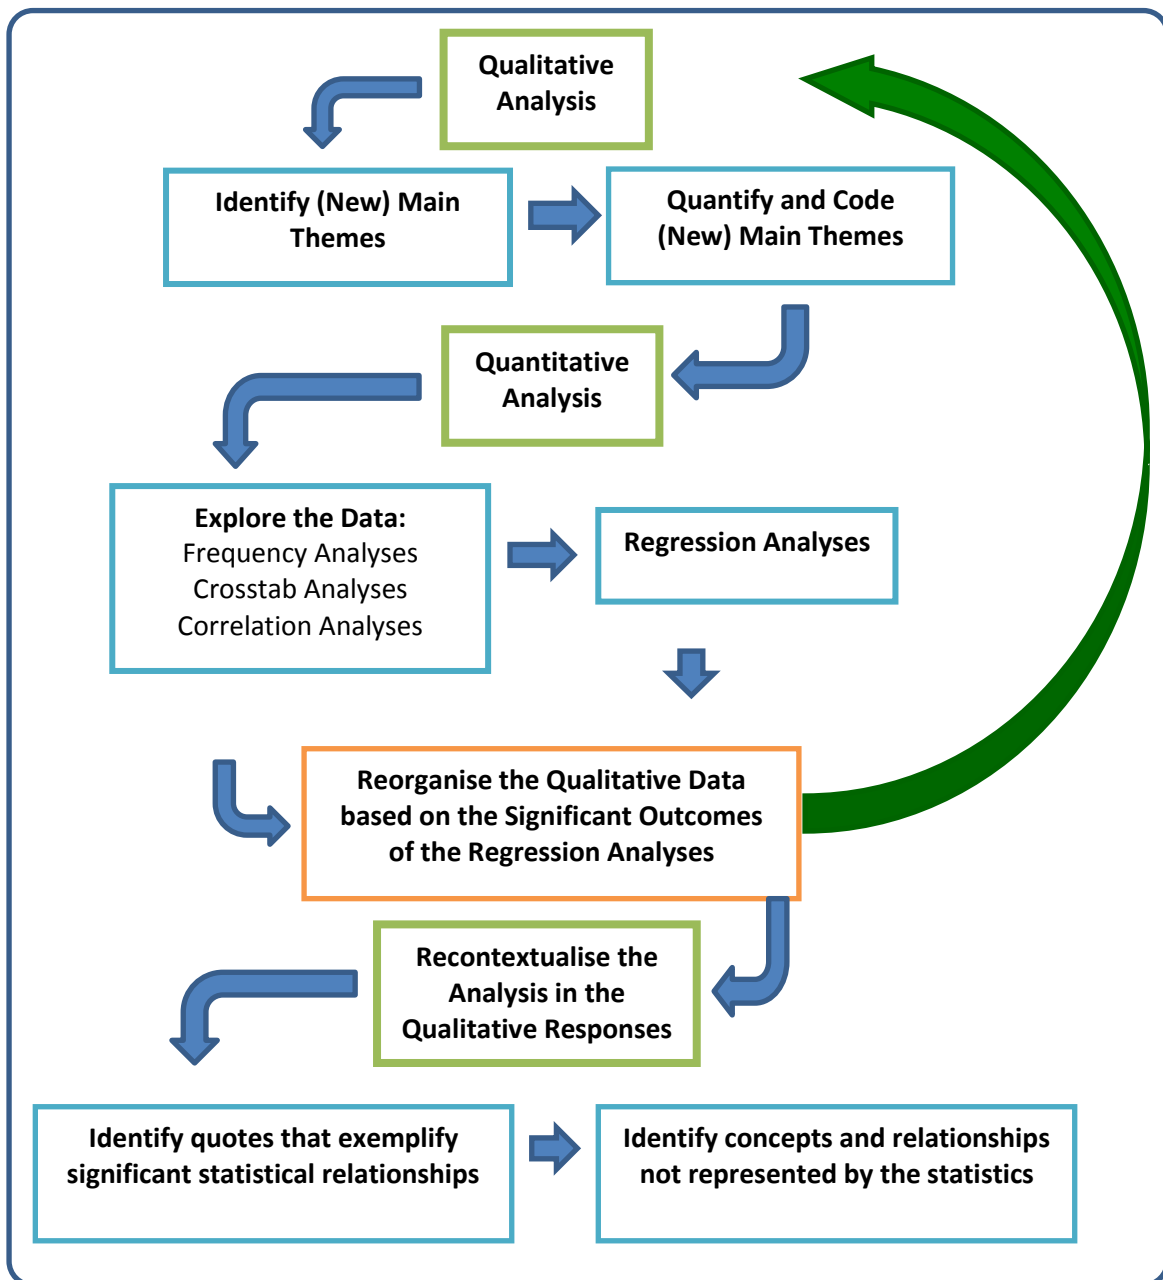 Qualitative
Analysis
Identify (New) Main
Themes
Quantify and Code
(New) Main Themes
Quantitative
Analysis
Explore the Data:
Frequency Analyses
Crosstab Analyses
Correlation Analyses
Regression Analyses
Reorganise the Qualitative Data
based on the Significant Outcomes
of the Regression Analyses
Recontextualise the
Analysis in the
Qualitative Responses
Identify quotes that exemplify
significant statistical relationships
Identify concepts and relationships
not represented by the statistics